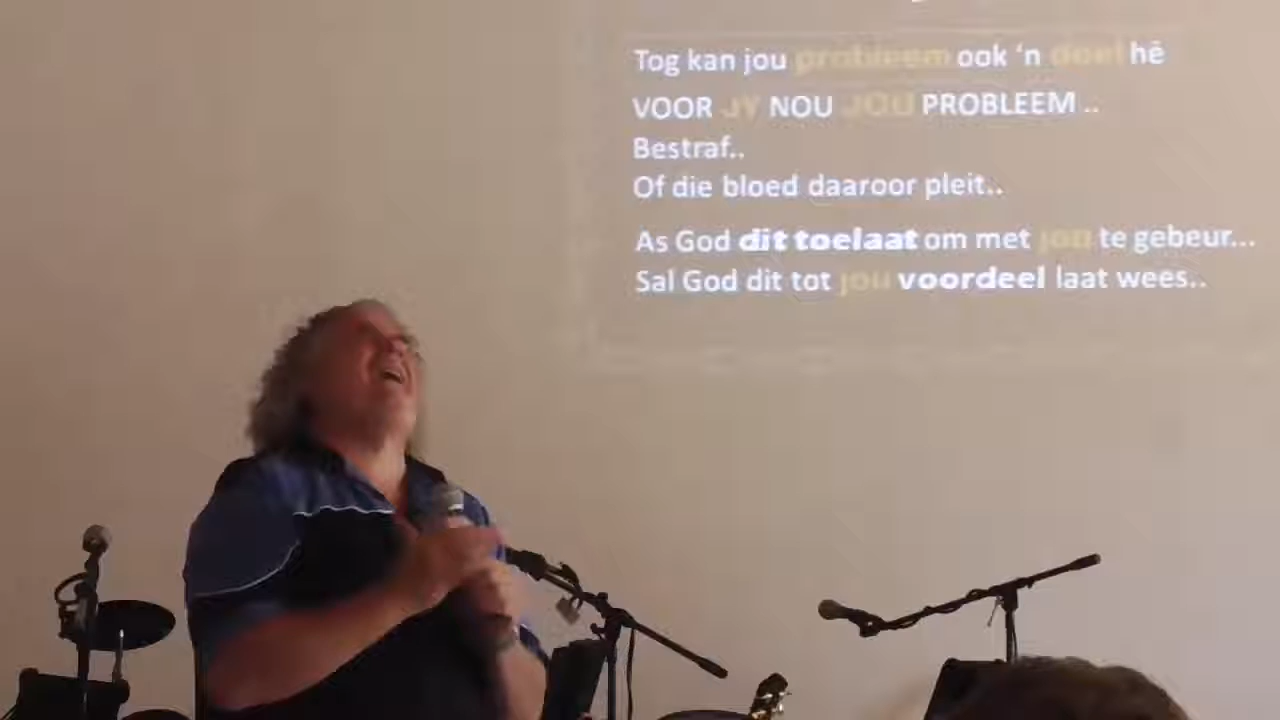 Tog kan jou probleem ook 'n doel hê
VOOR JY NOU JOU PROBLEEM ..
Bestraf..
Of die bloed daaroor pleit..
As God dit toelaat om met jou te gebeur...
Sal God dit tot jou voordeel laat wees..